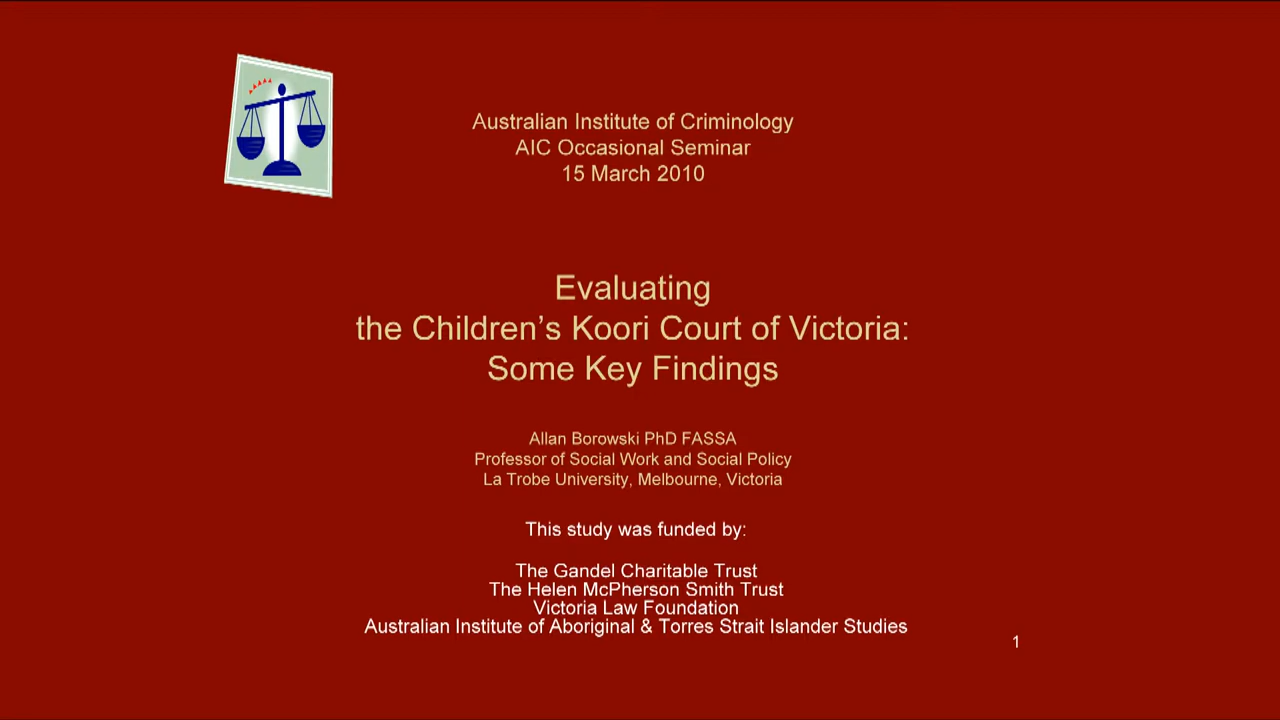 Australian Institute of Criminology
AIC Occasional Seminar
15 March 2010
Evaluating
the Children’s Koori Court of Victoria:
Some Key Findings
Allan Borowski PhD FASSA
Professor of Social Work and Social Policy
La Trobe University, Melbourne, Victoria
This study was funded by:
The Gandel Charitable Trust
The Helen McPherson Smith Trust
Victoria Law Foundation
Australian Institute of Aboriginal & Torres Strait Islander Studies
1